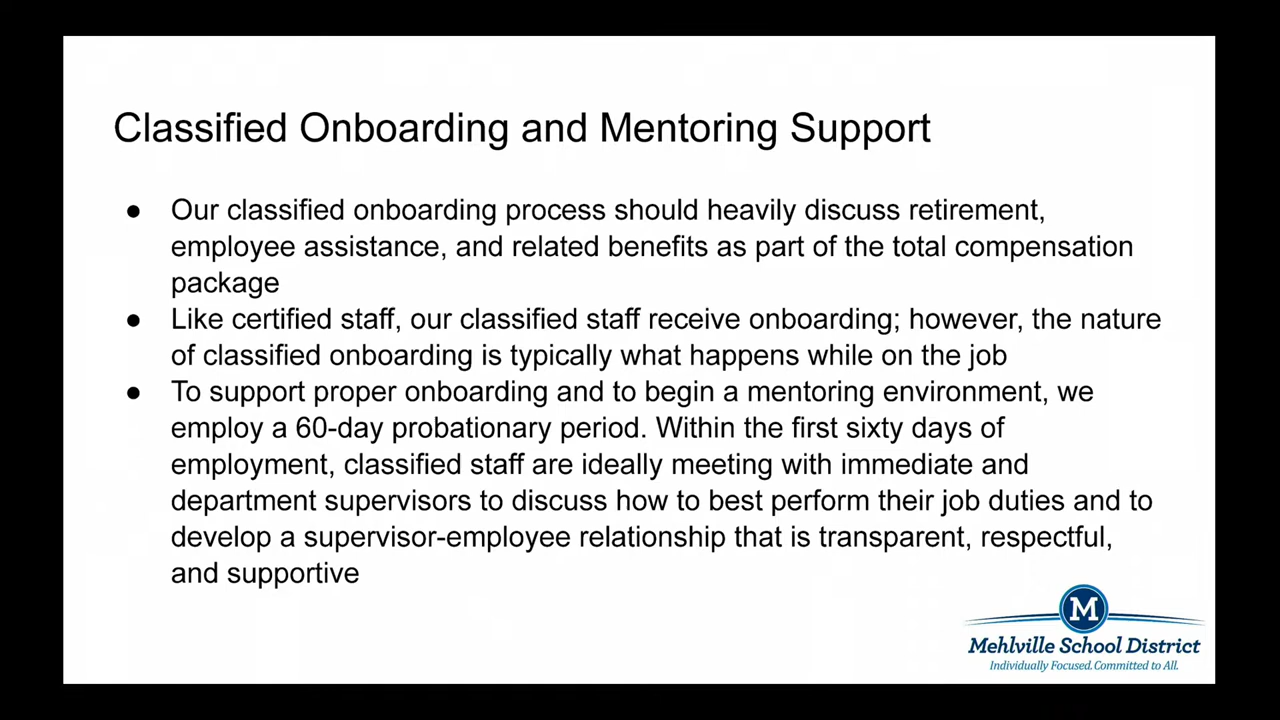 Classified Onboarding and Mentoring Support
● Our classified onboarding process should heavily discuss retirement,
employee assistance, and related benefits as part of the total compensation
package
● Like certified staff, our classified staff receive onboarding; however, the nature
of classified onboarding is typically what happens while on the job
● To support proper onboarding and to begin a mentoring environment, we
employ a 60-day probationary period. Within the first sixty days of
employment, classified staff are ideally meeting with immediate and
department supervisors to discuss how to best perform their job duties and to
develop a supervisor-employee relationship that is transparent, respectful,
and supportive
M
Mehlville School District
Individually Focused. Committed to All.